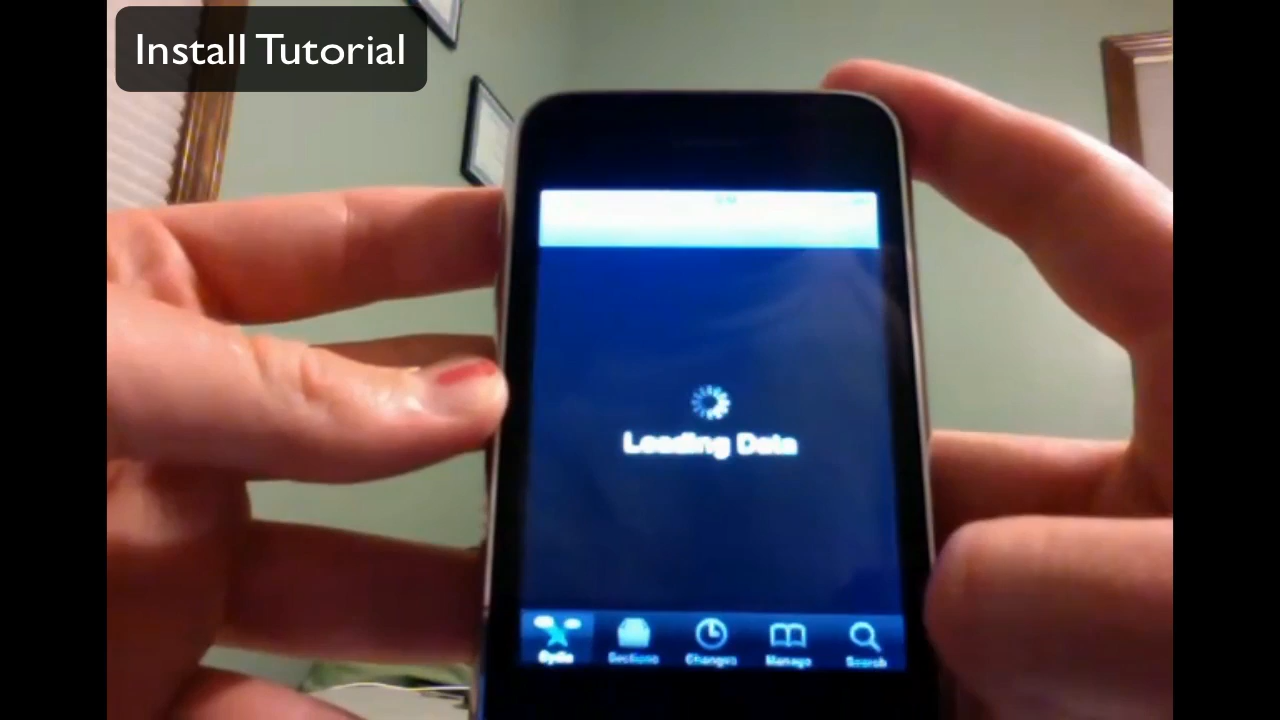 Install Tutorial
Loading Data
Cydia
Sections
Changes
Manage
Search